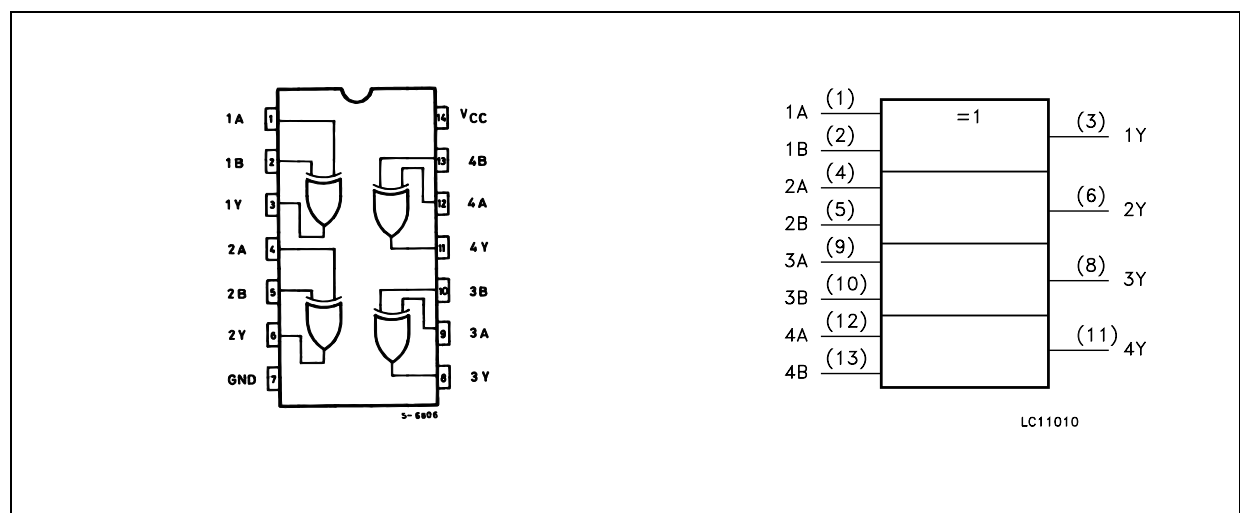 1A 1 14 VCC
1B 2 13 4B
1Y 3 12 4A
2A 4 11 4Y
2B 5 10 3B
2Y 6 9 3A
GND 7 8 3Y
S-6806
=1
1A (1)
1B (2)
2A (4)
2B (5)
3A (9)
3B (10)
4A (12)
4B (13)
(3) 1Y
(6) 2Y
(8) 3Y
(11) 4Y
LC11010